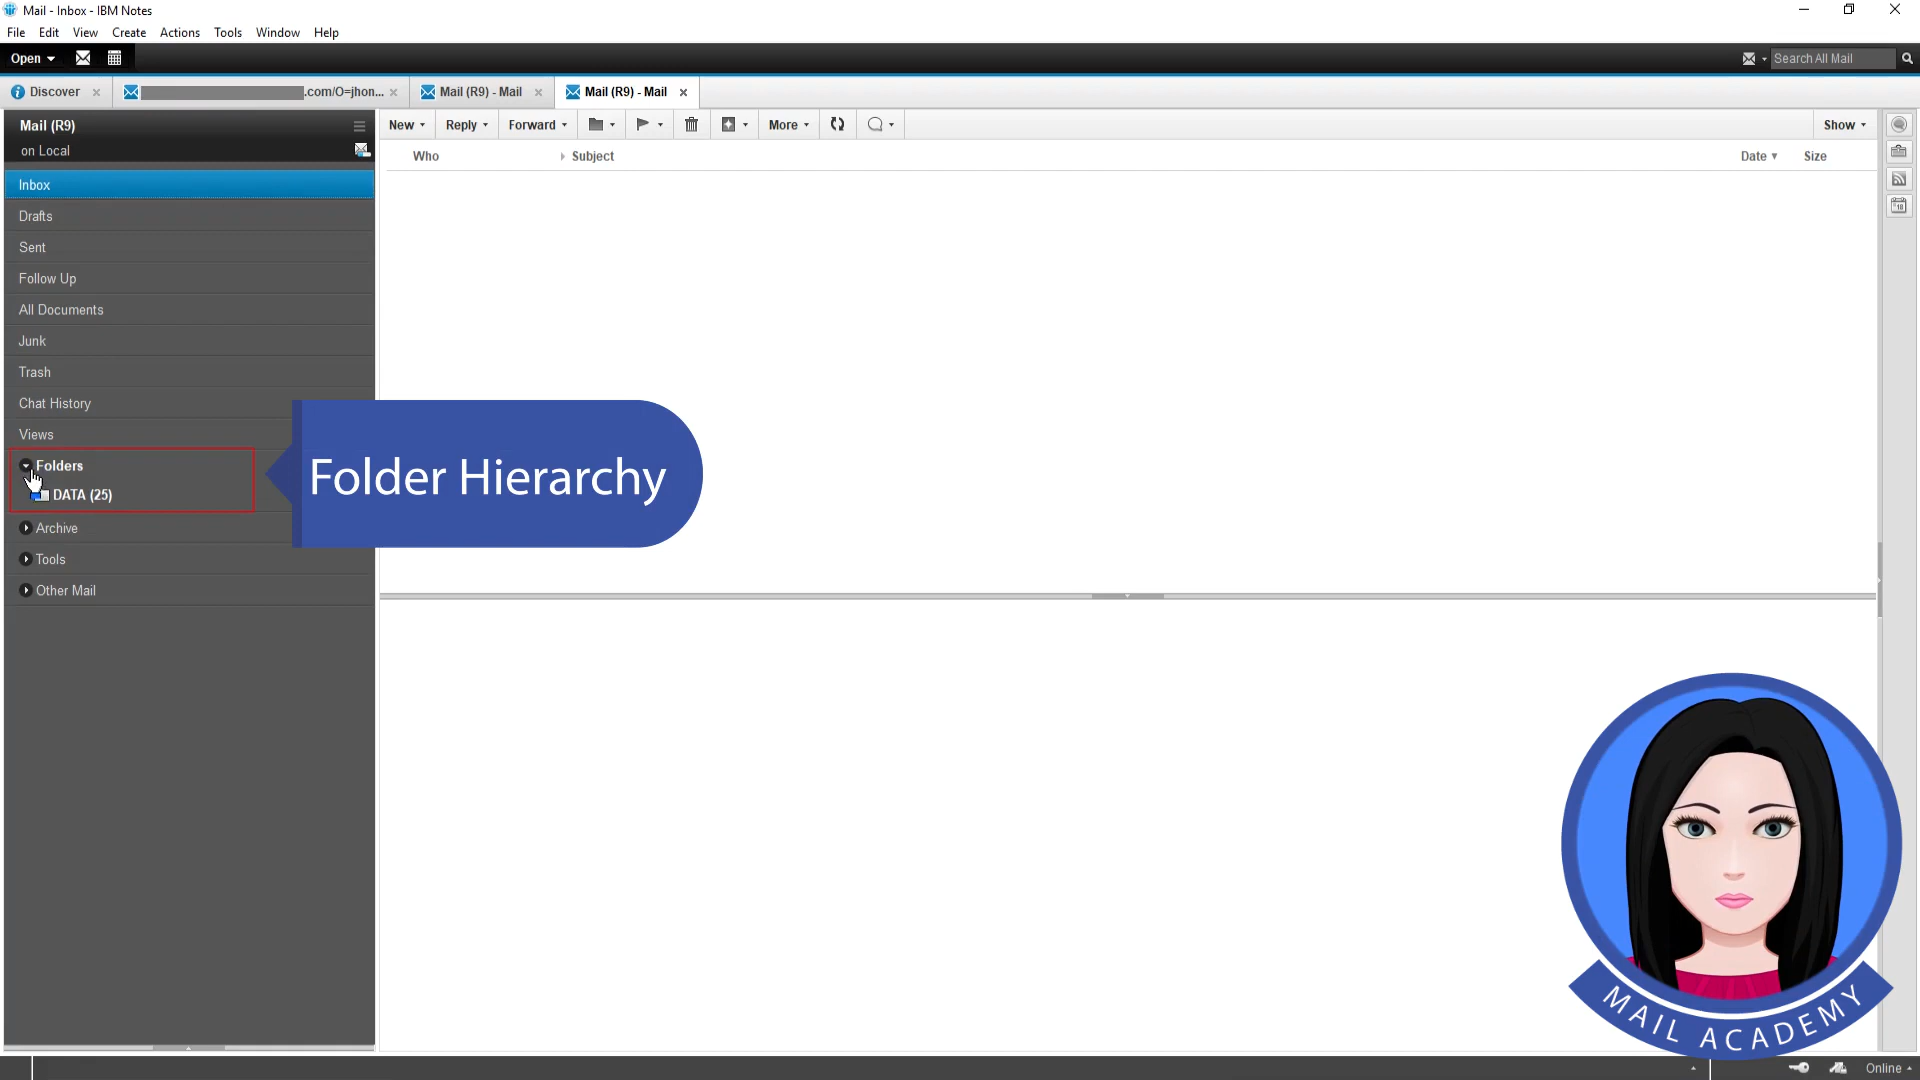 Mail - Inbox - IBM Notes
File Edit View Create Actions Tools Window Help
Open
Search All Mail
Discover
.com/O=jhon...
Mail (R9) - Mail
Mail (R9) - Mail
Mail (R9)
on Local
New Reply Forward More Show
Who Subject Date Size
Inbox
Drafts
Sent
Follow Up
All Documents
Junk
Trash
Chat History
Views
Folders
DATA (25)
Archive
Tools
Other Mail
Folder Hierarchy
18
MAIL ACADEMY
Online